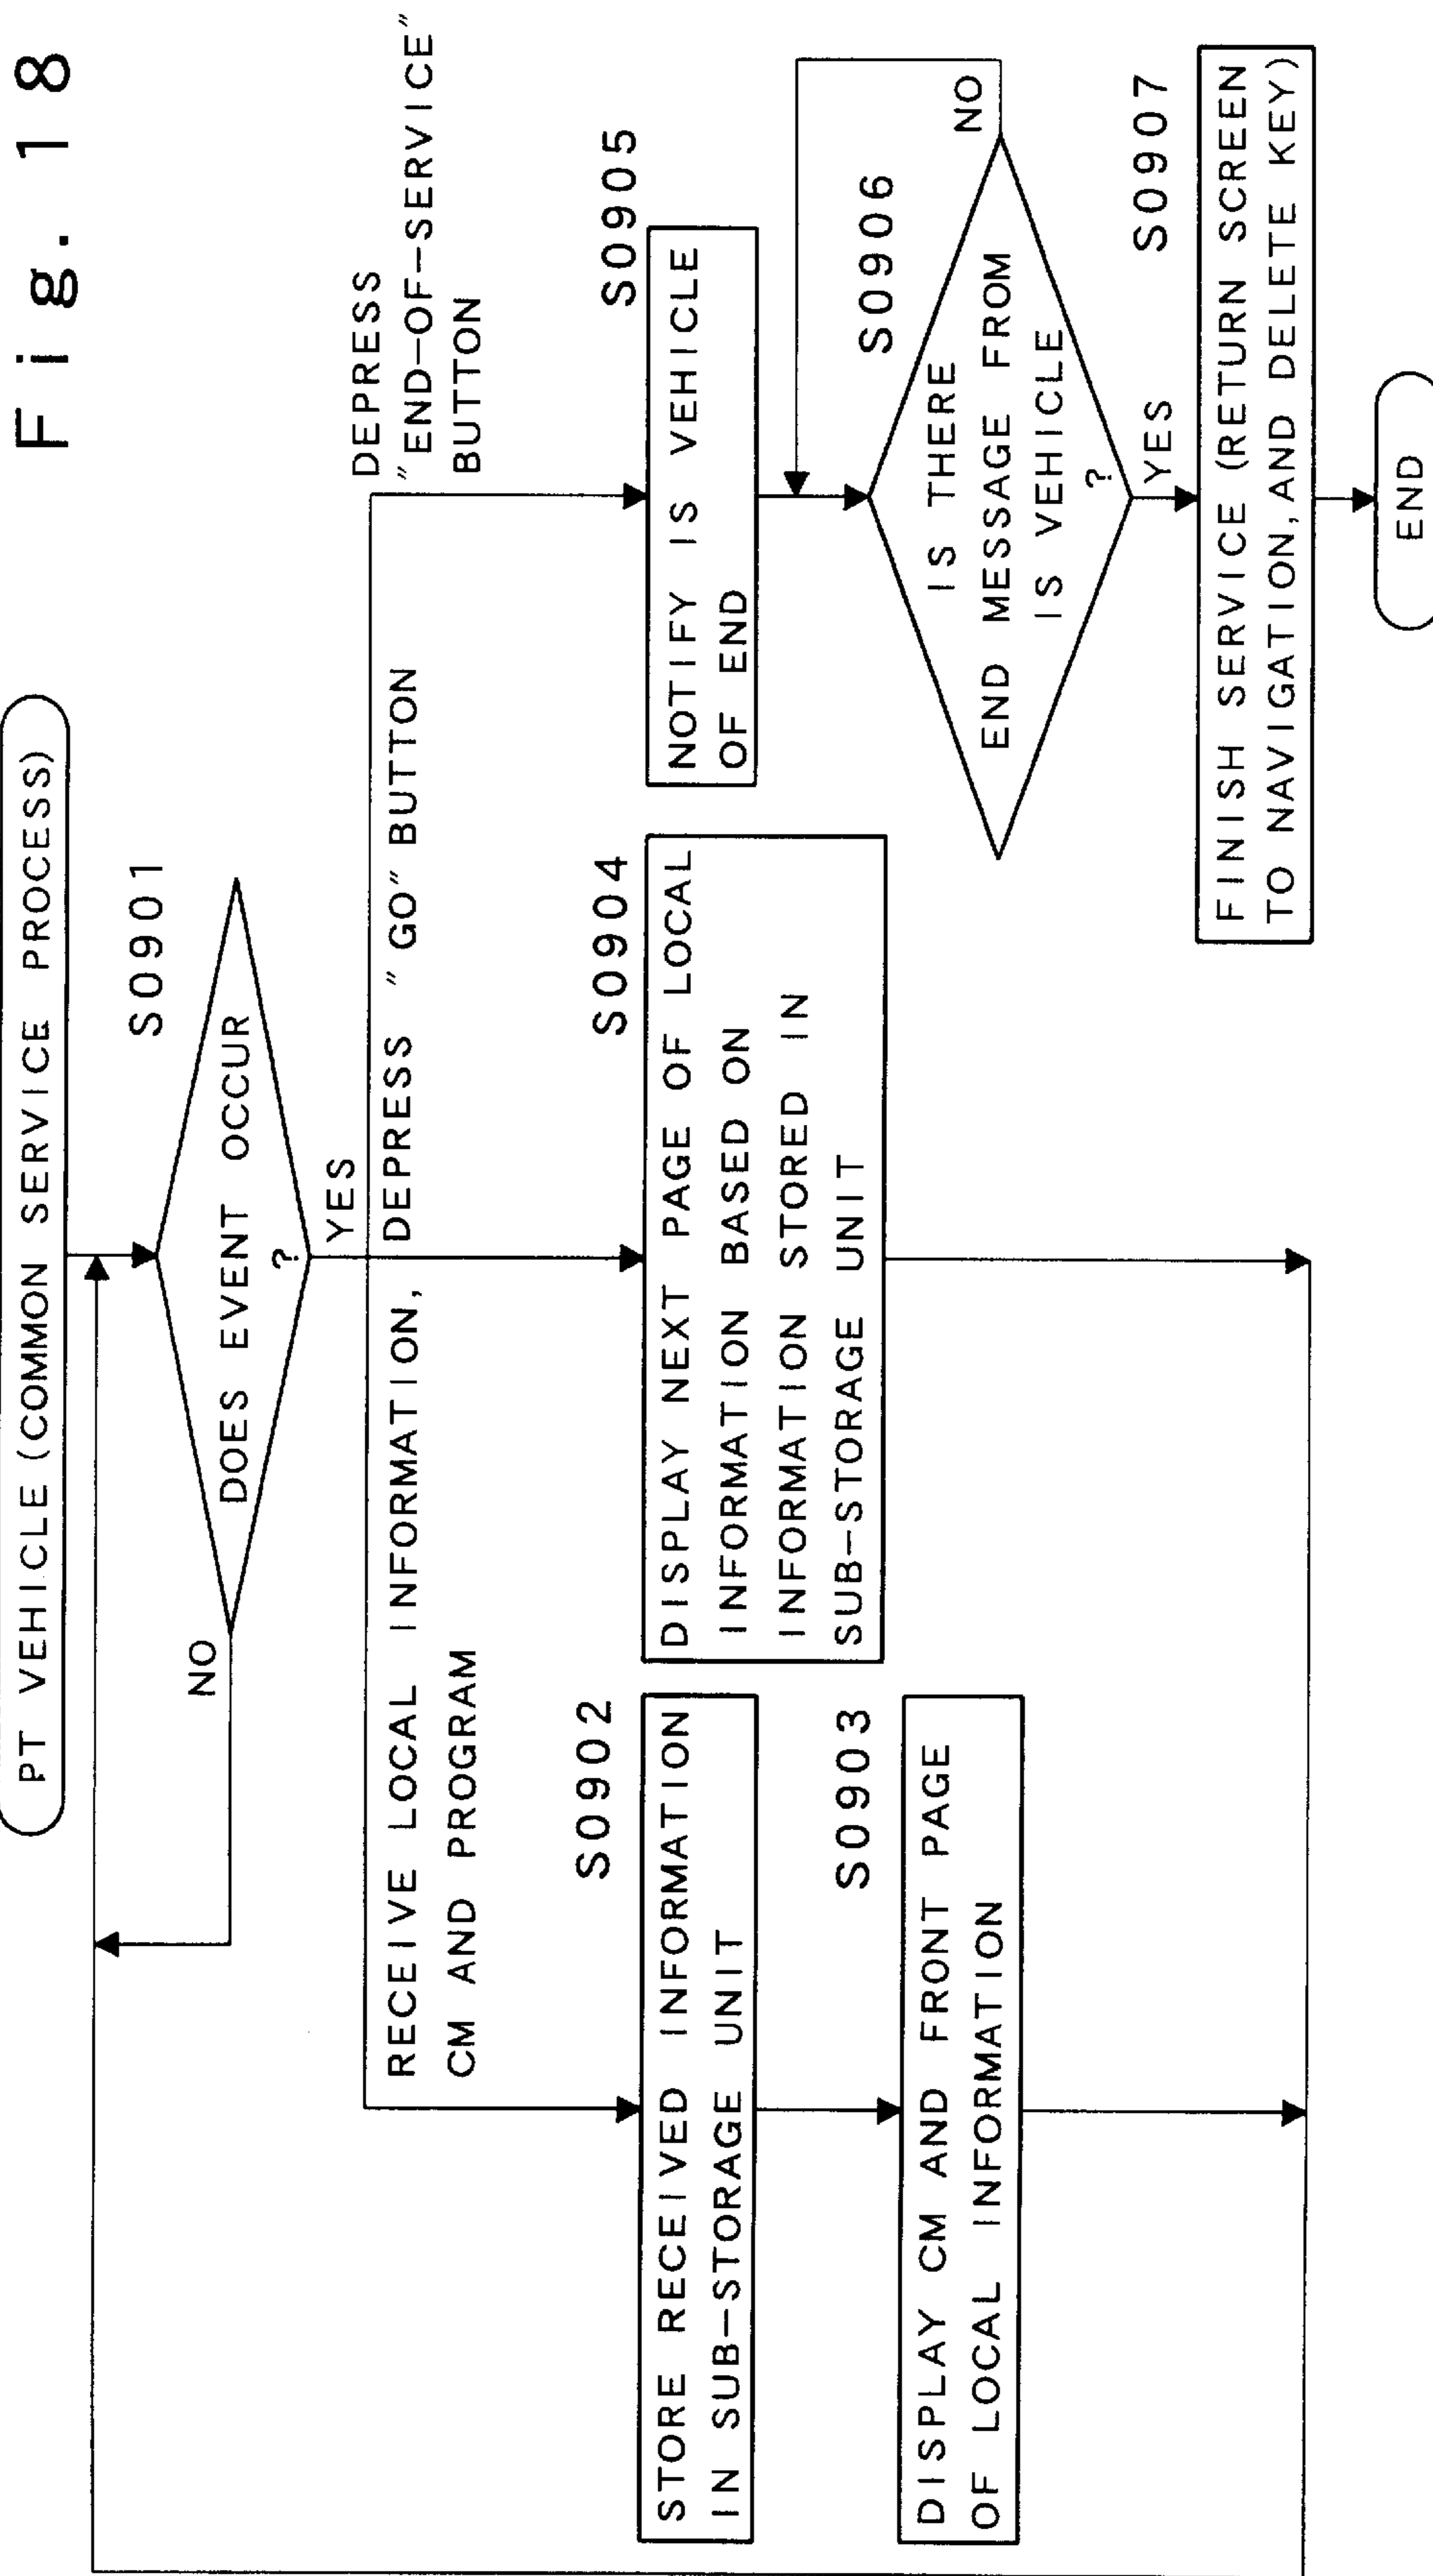 Fig. 18
PT VEHICLE (COMMON SERVICE PROCESS)
S0901
DOES EVENT OCCUR
?
NO
YES
RECEIVE LOCAL INFORMATION,
CM AND PROGRAM
DEPRESS "GO" BUTTON
DEPRESS
"END-OF-SERVICE"
BUTTON
S0902
STORE RECEIVED INFORMATION
IN SUB-STORAGE UNIT
S0903
DISPLAY CM AND FRONT PAGE
OF LOCAL INFORMATION
S0904
DISPLAY NEXT PAGE OF LOCAL
INFORMATION BASED ON
INFORMATION STORED IN
SUB-STORAGE UNIT
S0905
NOTIFY IS VEHICLE
OF END
S0906
IS THERE
END MESSAGE FROM
IS VEHICLE
?
NO
YES
S0907
FINISH SERVICE (RETURN SCREEN
TO NAVIGATION, AND DELETE KEY)
END